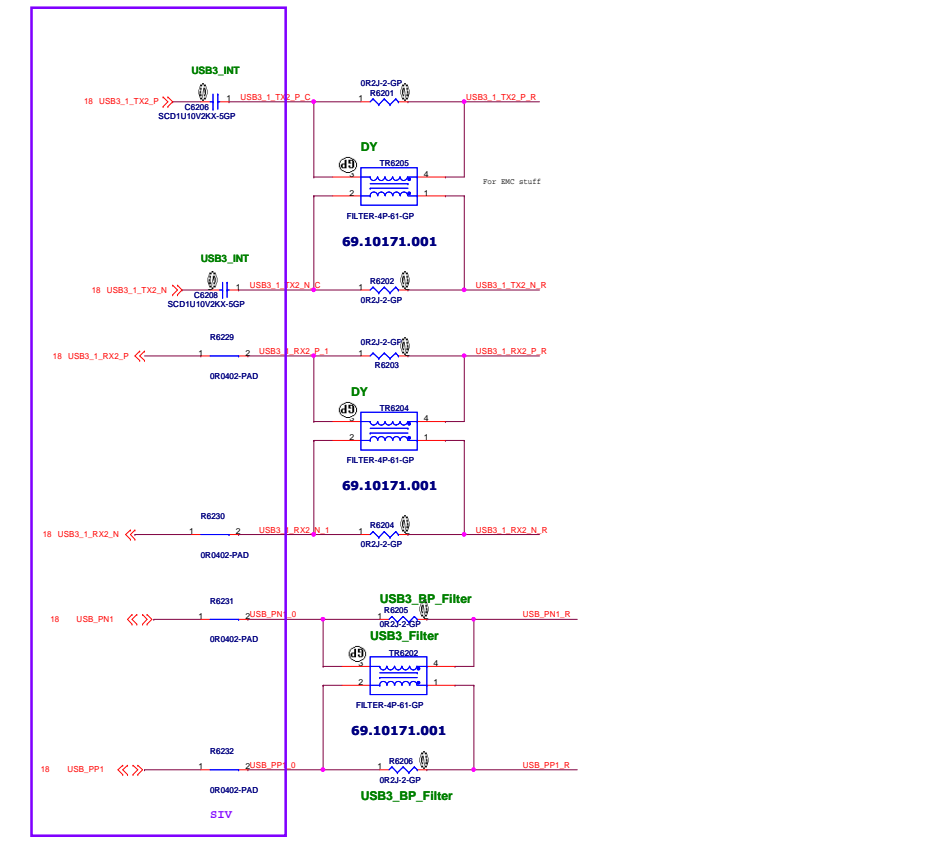 USB3_INT
0R2J-2-GP
R6201
18 USB3_1_TX2_P
1
USB3_1_TX2_P_C
1
USB3_1_TX2_P_R
C6206
SCD1U10V2KX-5GP
DY
GP
TR6205
3
4
For EMC stuff
2
1
FILTER-4P-61-GP
69.10171.001
USB3_INT
R6202
18 USB3_1_TX2_N
1
USB3_1_TX2_N_C
1
USB3_1_TX2_N_R
C6208
SCD1U10V2KX-5GP
0R2J-2-GP
R6229
0R2J-2-GP
18 USB3_1_RX2_P
1
2
USB3_1_RX2_P_1
1
USB3_1_RX2_P_R
R6203
0R0402-PAD
DY
GP
TR6204
3
4
2
1
FILTER-4P-61-GP
69.10171.001
R6230
R6204
18 USB3_1_RX2_N
1
2
USB3_1_RX2_N_1
1
USB3_1_RX2_N_R
0R2J-2-GP
0R0402-PAD
USB3_BP_Filter
R6231
R6205
18 USB_PN1
1
2
USB_PN1_0
1
USB_PN1_R
0R2J-2-GP
0R0402-PAD
USB3_Filter
GP
TR6202
3
4
2
1
FILTER-4P-61-GP
69.10171.001
R6232
R6206
18 USB_PP1
1
2
USB_PP1_0
1
USB_PP1_R
0R2J-2-GP
0R0402-PAD
USB3_BP_Filter
SIV